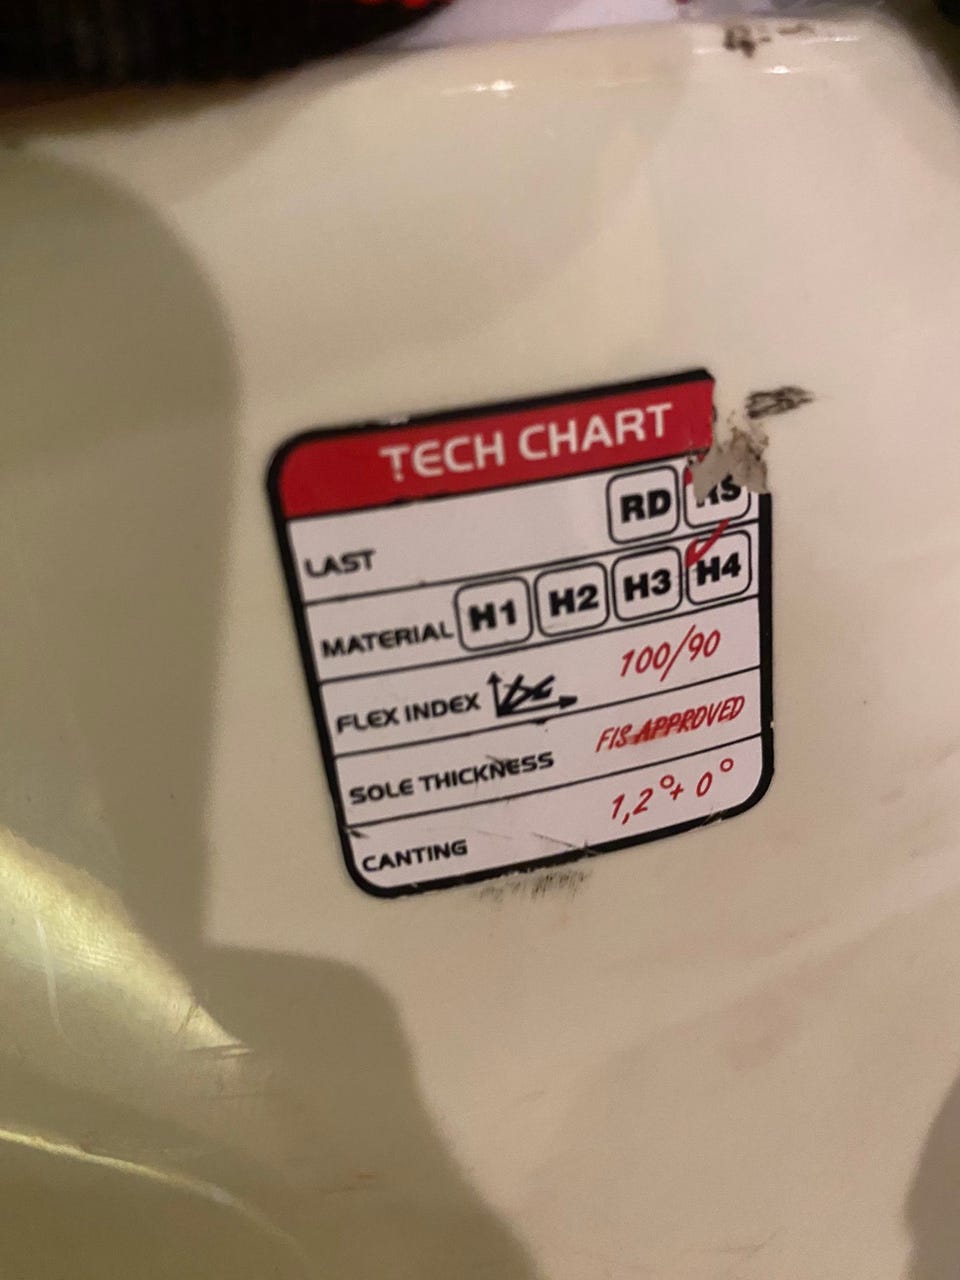 TECH CHART
LAST RD RS
MATERIAL H1 H2 H3 H4
FLEX INDEX 100/90
SOLE THICKNESS FIS APPROVED
CANTING 1,2°+ 0°